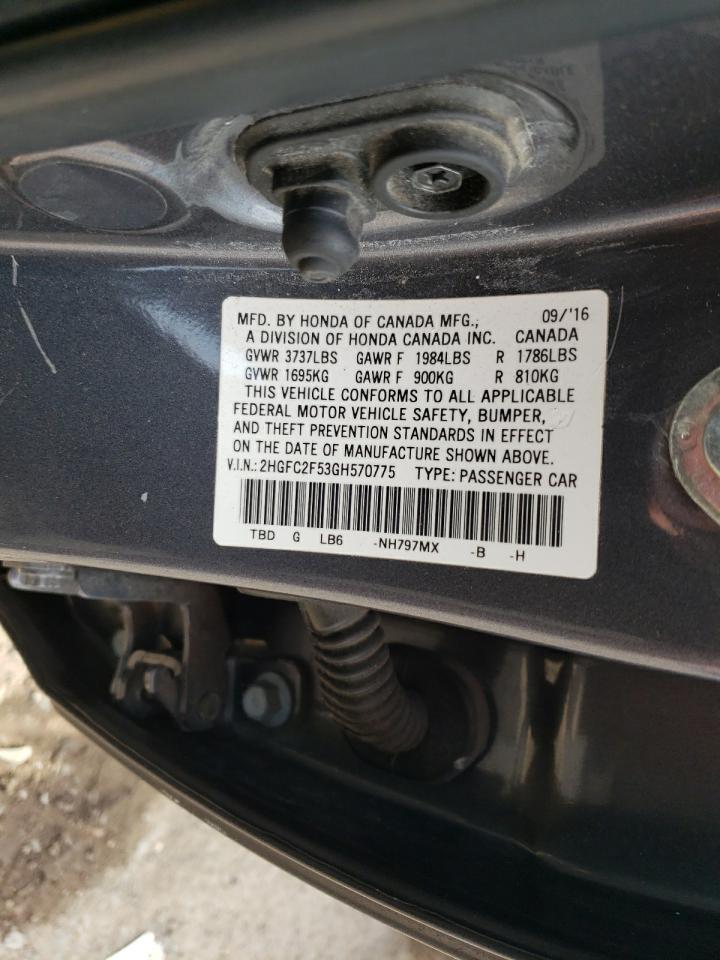 MFD. BY HONDA OF CANADA MFG., 09/'16
A DIVISION OF HONDA CANADA INC. CANADA
GVWR 3737LBS GAWR F 1984LBS R 1786LBS
GVWR 1695KG GAWR F 900KG R 810KG
THIS VEHICLE CONFORMS TO ALL APPLICABLE
FEDERAL MOTOR VEHICLE SAFETY, BUMPER,
AND THEFT PREVENTION STANDARDS IN EFFECT
ON THE DATE OF MANUFACTURE SHOWN ABOVE.
V.I.N.: 2HGFC2F53GH570775 TYPE: PASSENGER CAR
TBD G LB6 -NH797MX -B -H